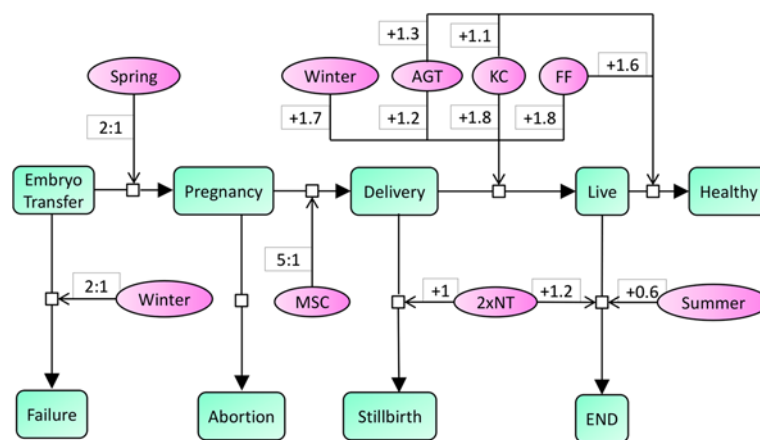 +1.3
+1.1
Spring
Winter
AGT
KC
FF
+1.6
2:1
+1.7
+1.2
+1.8
+1.8
Embryo
Transfer
Pregnancy
Delivery
Live
Healthy
5:1
2:1
Winter
MSC
+1
2xNT
+1.2
+0.6
Summer
Failure
Abortion
Stillbirth
END